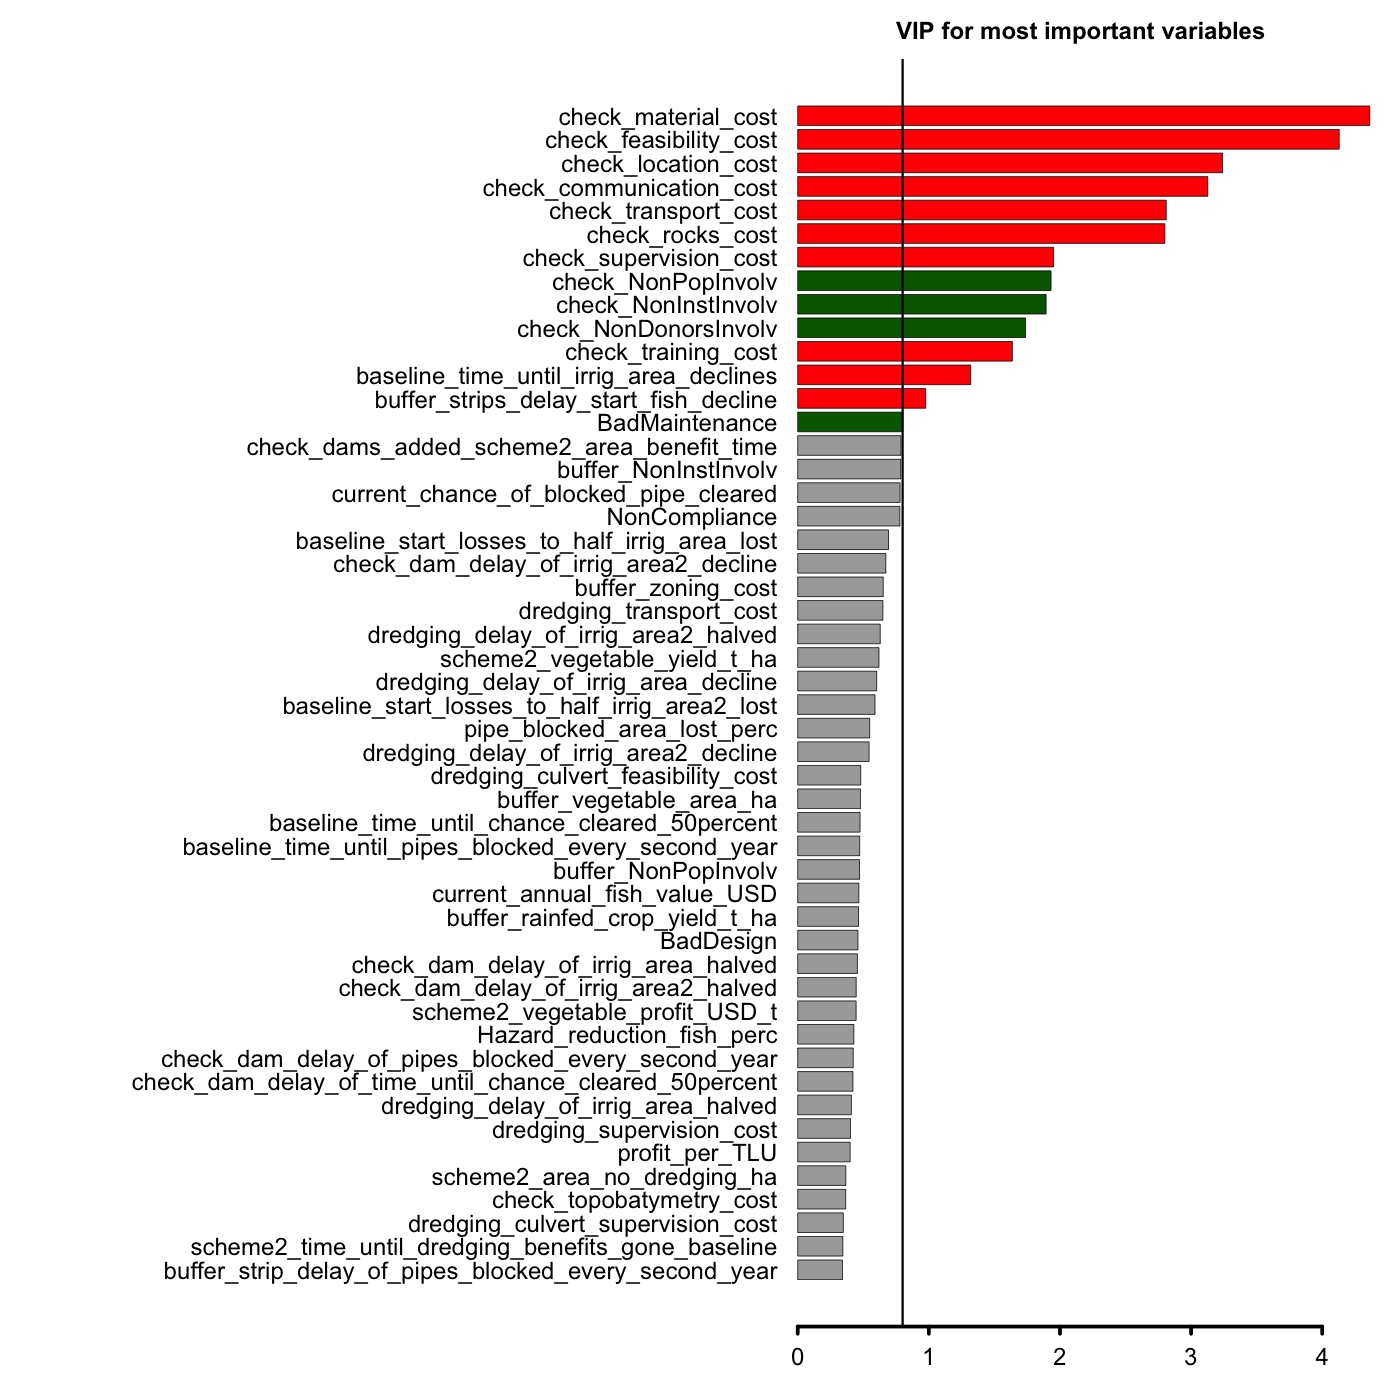 VIP for most important variables
check_material_cost
check_feasibility_cost
check_location_cost
check_communication_cost
check_transport_cost
check_rocks_cost
check_supervision_cost
check_NonPopInvolv
check_NonInstInvolv
check_NonDonorsInvolv
check_training_cost
baseline_time_until_irrig_area_declines
buffer_strips_delay_start_fish_decline
BadMaintenance
check_dams_added_scheme2_area_benefit_time
buffer_NonInstInvolv
current_chance_of_blocked_pipe_cleared
NonCompliance
baseline_start_losses_to_half_irrig_area_lost
check_dam_delay_of_irrig_area2_decline
buffer_zoning_cost
dredging_transport_cost
dredging_delay_of_irrig_area2_halved
scheme2_vegetable_yield_t_ha
dredging_delay_of_irrig_area_decline
baseline_start_losses_to_half_irrig_area2_lost
pipe_blocked_area_lost_perc
dredging_delay_of_irrig_area2_decline
dredging_culvert_feasibility_cost
buffer_vegetable_area_ha
baseline_time_until_chance_cleared_50percent
baseline_time_until_pipes_blocked_every_second_year
buffer_NonPopInvolv
current_annual_fish_value_USD
buffer_rainfed_crop_yield_t_ha
BadDesign
check_dam_delay_of_irrig_area_halved
check_dam_delay_of_irrig_area2_halved
scheme2_vegetable_profit_USD_t
Hazard_reduction_fish_perc
check_dam_delay_of_pipes_blocked_every_second_year
check_dam_delay_of_time_until_chance_cleared_50percent
dredging_delay_of_irrig_area_halved
dredging_supervision_cost
profit_per_TLU
scheme2_area_no_dredging_ha
check_topobatymetry_cost
dredging_culvert_supervision_cost
scheme2_time_until_dredging_benefits_gone_baseline
buffer_strip_delay_of_pipes_blocked_every_second_year
0 1 2 3 4